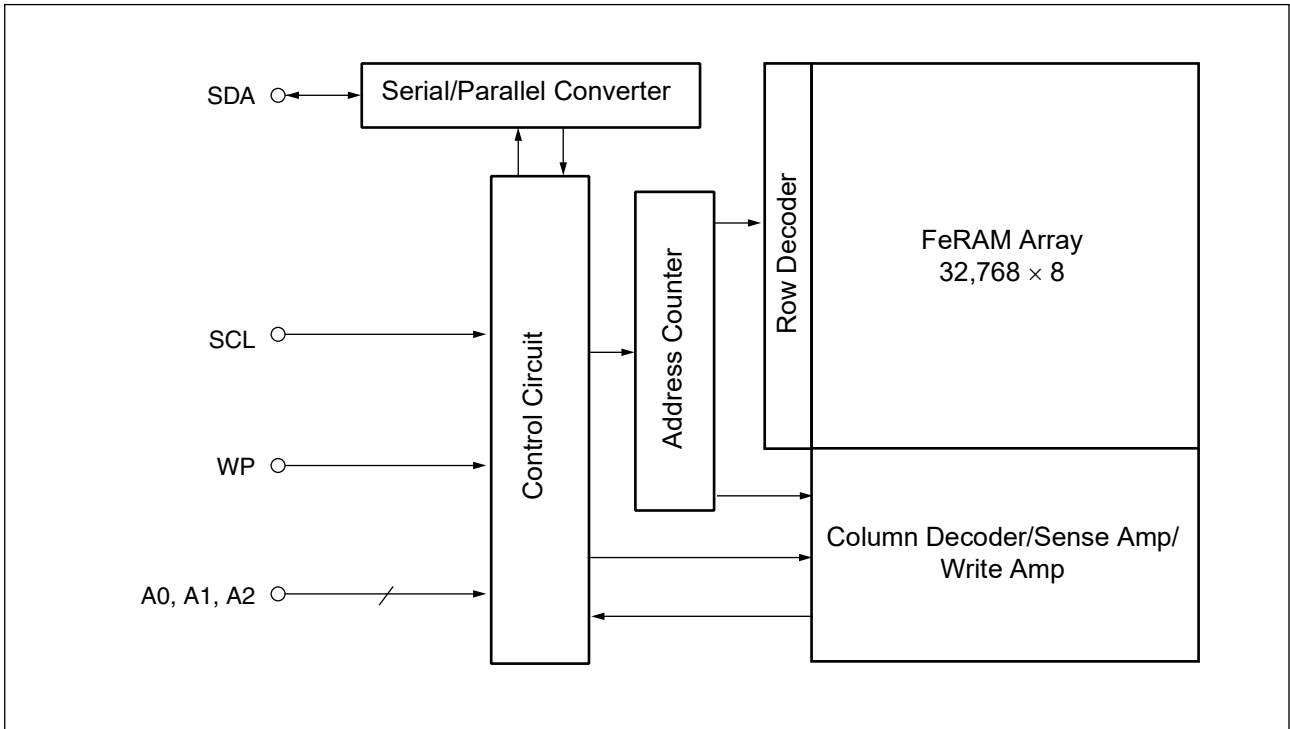 SDA
Serial/Parallel Converter
SCL
WP
A0, A1, A2
Control Circuit
Address Counter
Row Decoder
FeRAM Array
32,768 × 8
Column Decoder/Sense Amp/
Write Amp